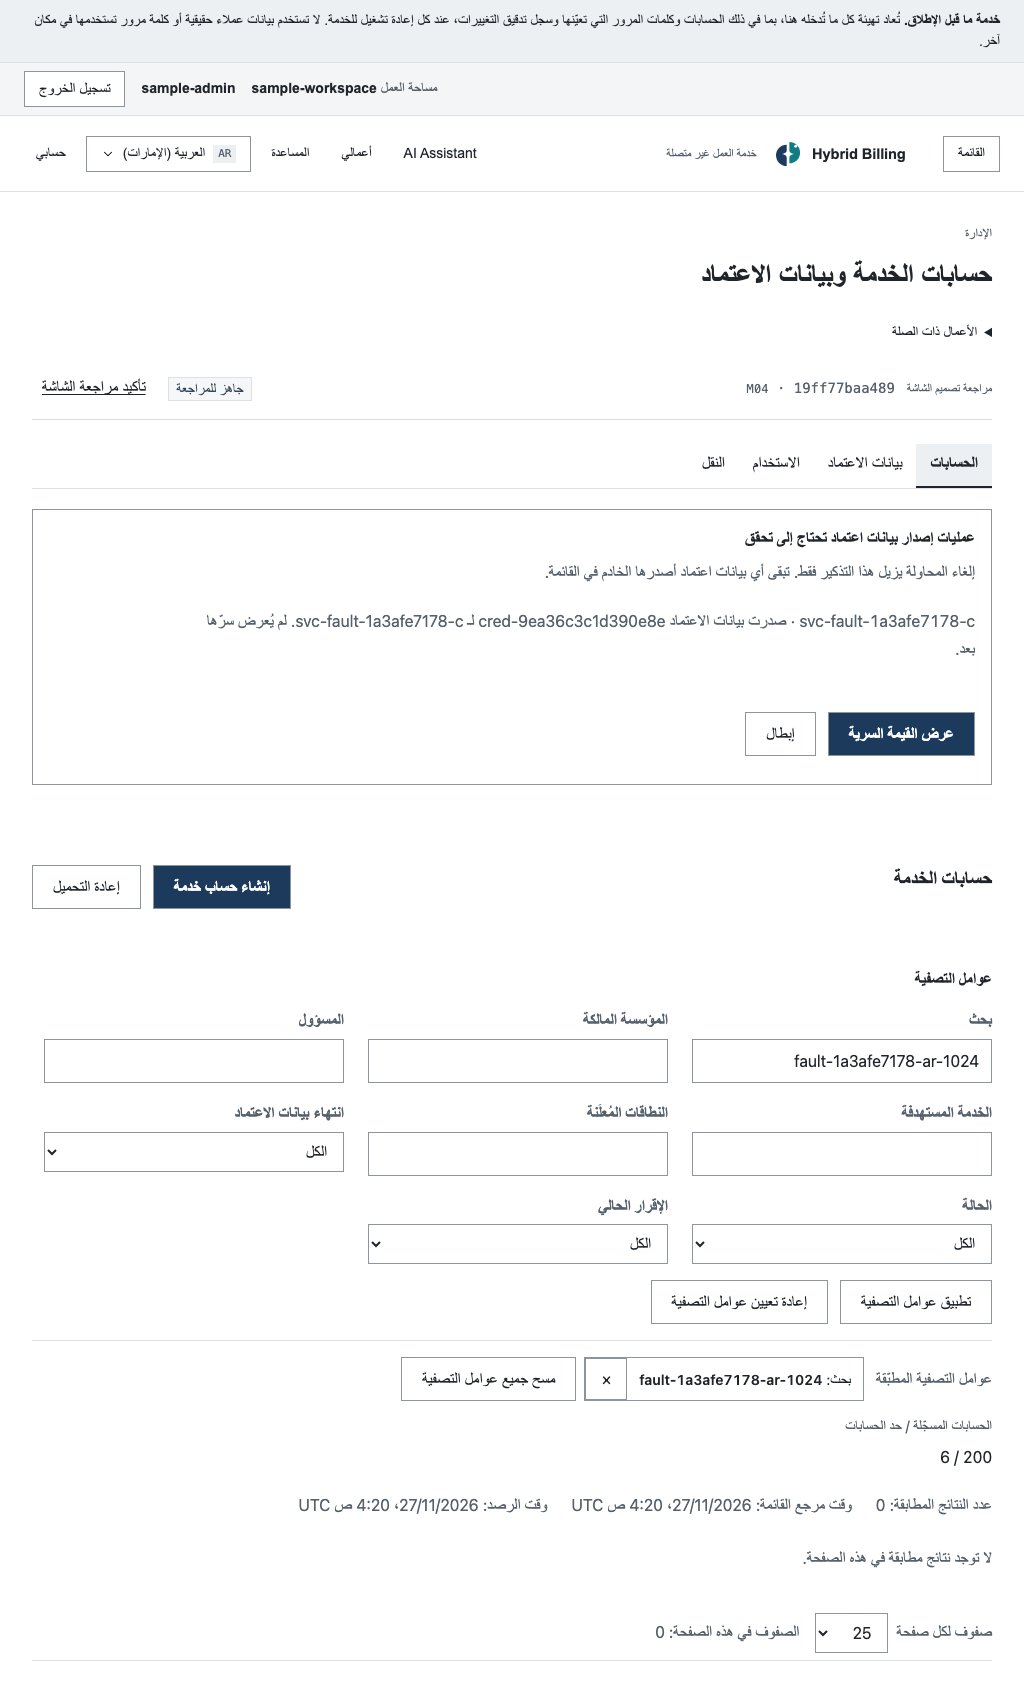 خدمة ما قبل الإطلاق. تُعاد تهيئة كل ما تُدخله هنا، بما في ذلك الحسابات وكلمات المرور التي تعيّنها وسجل تدقيق التغييرات، عند كل إعادة تشغيل للخدمة. لا تستخدم بيانات عملاء حقيقية أو كلمة مرور تستخدمها في مكان
آخر.
مساحة العمل sample-workspace sample-admin تسجيل الخروج
القائمة Hybrid Billing خدمة العمل غير متصلة AI Assistant أعمالي المساعدة AR العربية (الإمارات) حسابي
الإدارة
حسابات الخدمة وبيانات الاعتماد
الأعمال ذات الصلة
مراجعة تصميم الشاشة M04 · 19ff77baa489 جاهز للمراجعة تأكيد مراجعة الشاشة
الحسابات بيانات الاعتماد الاستخدام النقل
عمليات إصدار بيانات اعتماد تحتاج إلى تحقق
إلغاء المحاولة يزيل هذا التذكير فقط. تبقى أي بيانات اعتماد أصدرها الخادم في القائمة.
svc-fault-1a3afe7178-c · صدرت بيانات الاعتماد cred-9ea36c3c1d390e8e لـ svc-fault-1a3afe7178-c. لم يُعرض سرّها
بعد.
عرض القيمة السرية إبطال
حسابات الخدمة إنشاء حساب خدمة إعادة التحميل
عوامل التصفية
بحث المؤسسة المالكة المسؤول
fault-1a3afe7178-ar-1024
الخدمة المستهدفة النطاقات المُعلَنة انتهاء بيانات الاعتماد
الكل
الحالة الإقرار الحالي
الكل الكل
تطبيق عوامل التصفية إعادة تعيين عوامل التصفية
عوامل التصفية المطبّقة بحث: fault-1a3afe7178-ar-1024 × مسح جميع عوامل التصفية
الحسابات المسجّلة / حد الحسابات
6 / 200
عدد النتائج المطابقة: 0 وقت مرجع القائمة: 27/11/2026، 4:20 ص UTC وقت الرصد: 27/11/2026، 4:20 ص UTC
لا توجد نتائج مطابقة في هذه الصفحة.
صفوف لكل صفحة 25 الصفوف في هذه الصفحة: 0